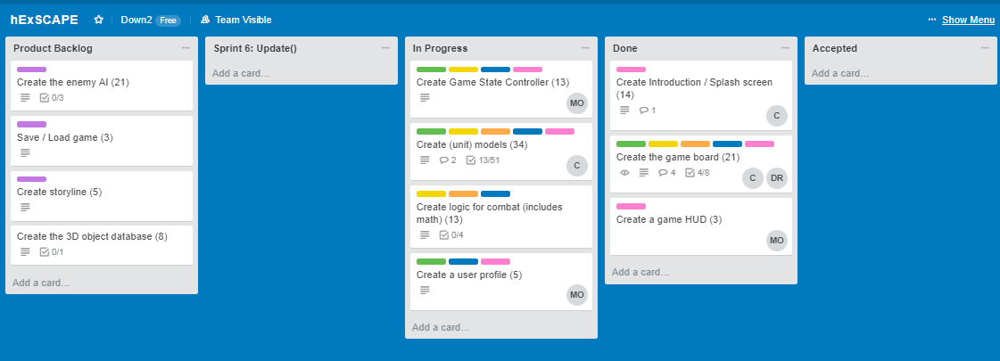 hExSCAPE
Down2 Free
Team Visible
Show Menu
Product Backlog
Create the enemy AI (21)
0/3
Save / Load game (3)
Create storyline (5)
Create the 3D object database (8)
0/1
Add a card…
Sprint 6: Update()
Add a card…
In Progress
Create Game State Controller (13)
MO
Create (unit) models (34)
2 13/51
C
Create logic for combat (includes
math) (13)
0/4
Create a user profile (5)
MO
Add a card…
Done
Create Introduction / Splash screen
(14)
1
C
Create the game board (21)
4 4/8
C DR
Create a game HUD (3)
MO
Add a card…
Accepted
Add a card…